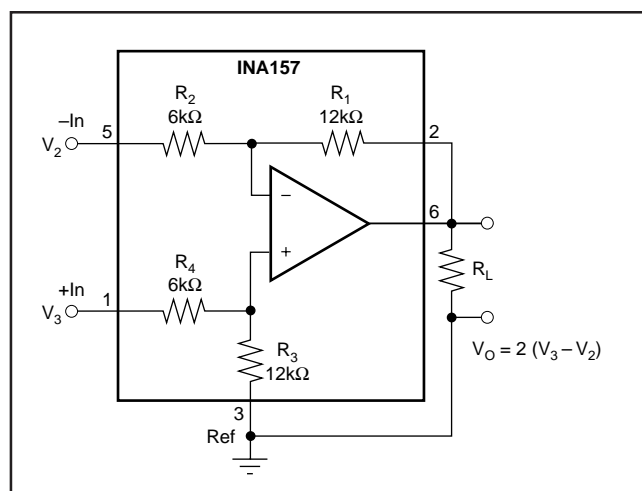 INA157
R2
6kΩ
R1
12kΩ
–In
V2
5
2
–
6
+
R4
6kΩ
+In
V3
1
RL
R3
12kΩ
VO = 2 (V3 – V2)
3
Ref